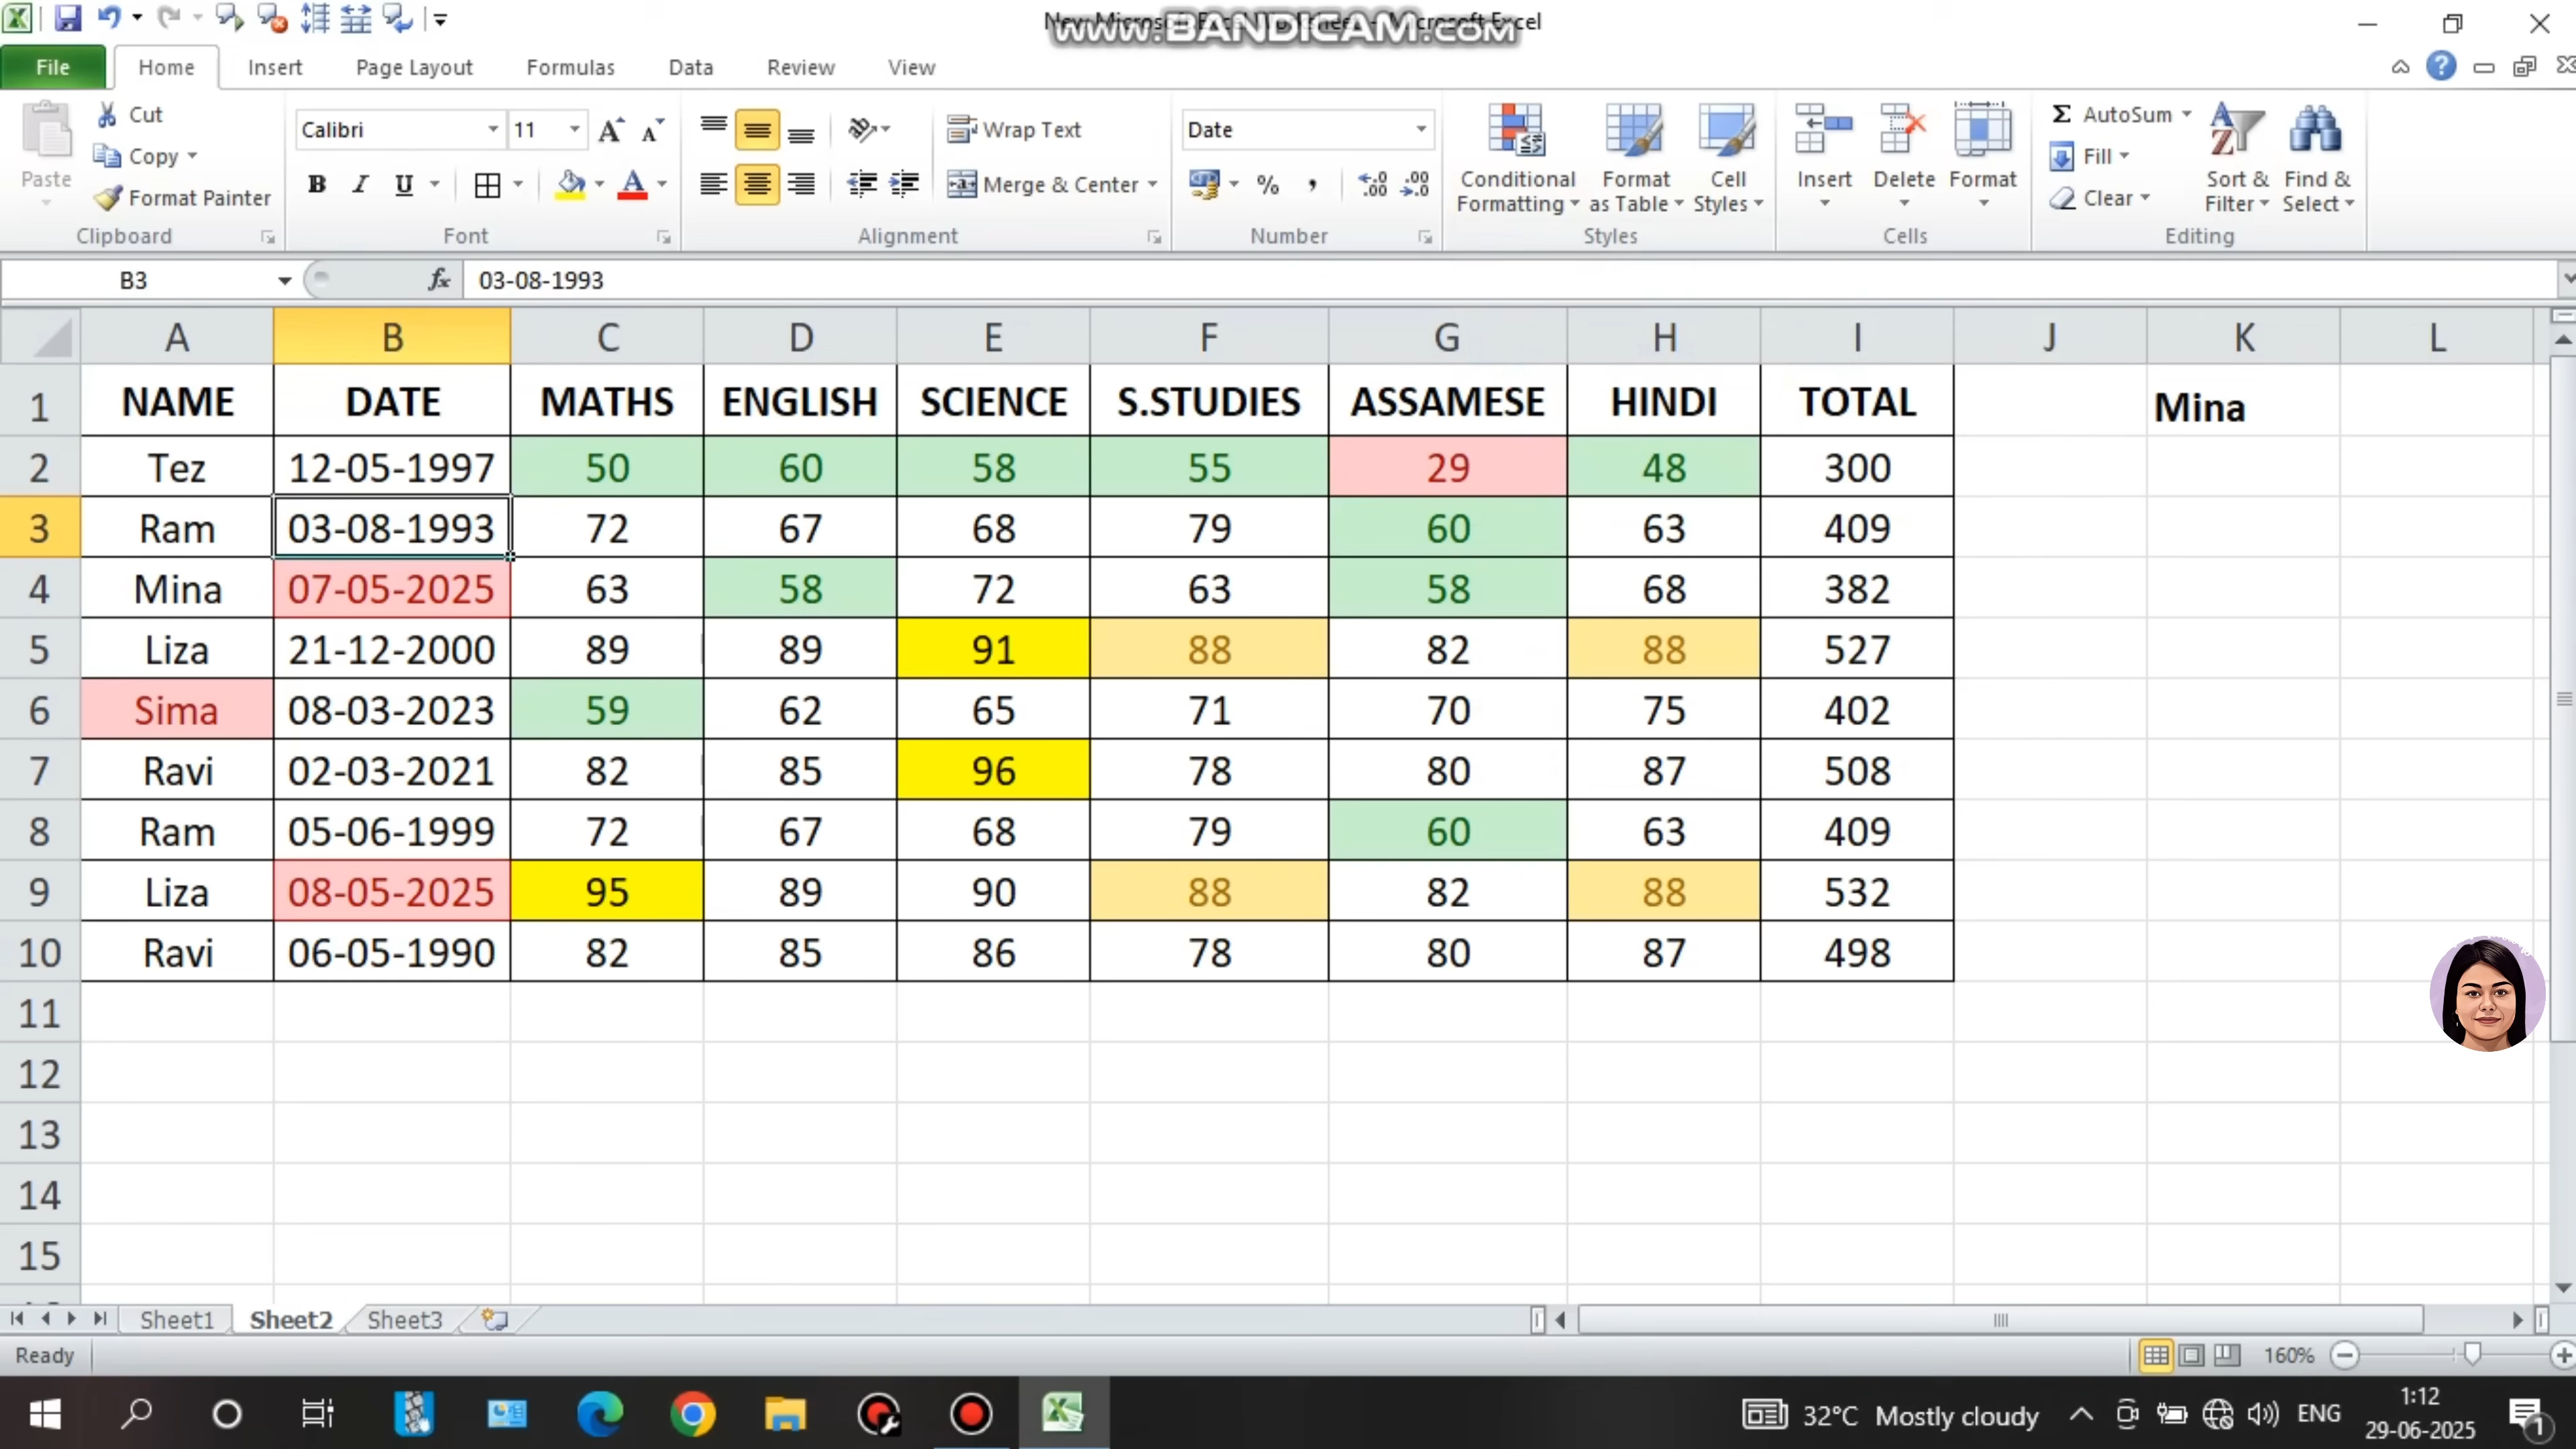 New Microsoft Excel Worksheet - Microsoft Excel
www.BANDICAM.com
File Home Insert Page Layout Formulas Data Review View
Paste
Cut
Copy
Format Painter
Clipboard
Calibri 11
B I U
Font
Wrap Text
Merge & Center
Alignment
Date
%
Number
Conditional Formatting
Format as Table
Cell Styles
Styles
Insert Delete Format
Cells
Σ AutoSum
Fill
Clear
Sort & Filter
Find & Select
Editing
B3 fx 03-08-1993
A B C D E F G H I J K L
1 NAME DATE MATHS ENGLISH SCIENCE S.STUDIES ASSAMESE HINDI TOTAL Mina
2 Tez 12-05-1997 50 60 58 55 29 48 300
3 Ram 03-08-1993 72 67 68 79 60 63 409
4 Mina 07-05-2025 63 58 72 63 58 68 382
5 Liza 21-12-2000 89 89 91 88 82 88 527
6 Sima 08-03-2023 59 62 65 71 70 75 402
7 Ravi 02-03-2021 82 85 96 78 80 87 508
8 Ram 05-06-1999 72 67 68 79 60 63 409
9 Liza 08-05-2025 95 89 90 88 82 88 532
10 Ravi 06-05-1990 82 85 86 78 80 87 498
11
12
13
14
15
Sheet1 Sheet2 Sheet3
Ready 160%
32°C Mostly cloudy ENG 1:12
29-06-2025 1